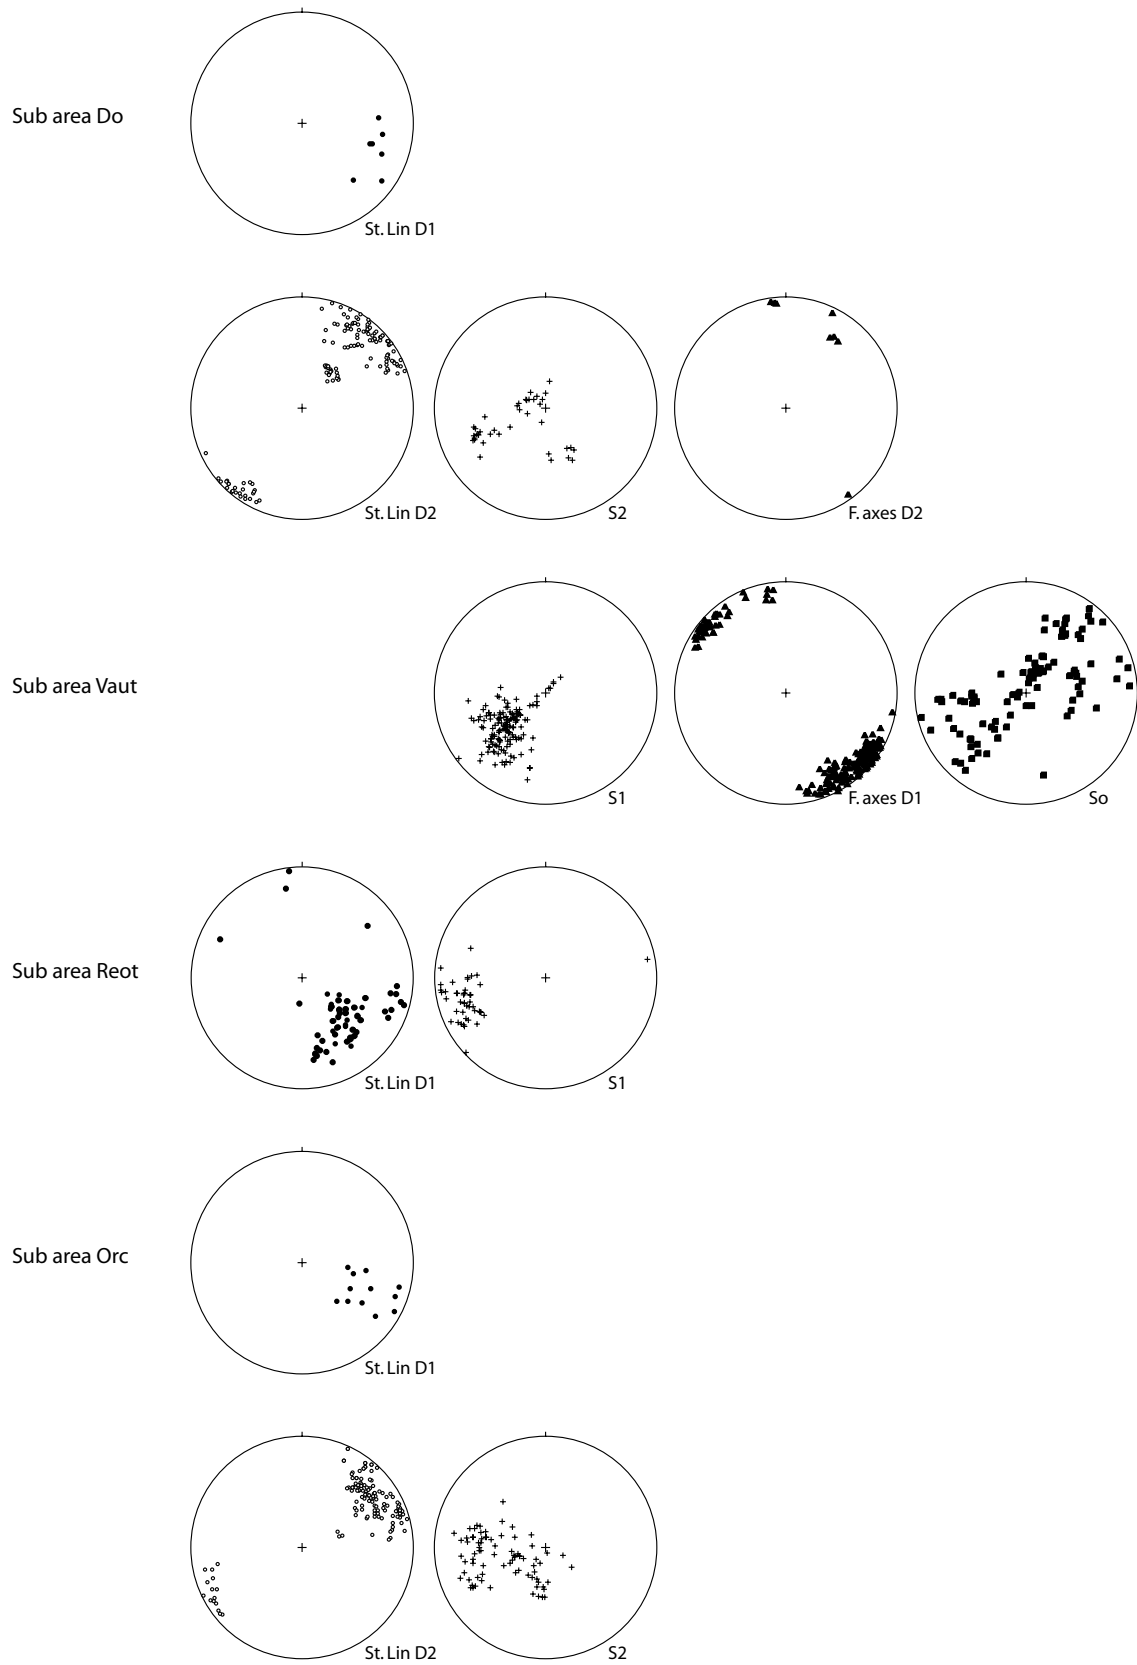 Sub area Do
St. Lin D1
St. Lin D2
S2
F. axes D2
Sub area Vaut
S1
F. axes D1
So
Sub area Reot
St. Lin D1
S1
Sub area Orc
St. Lin D1
St. Lin D2
S2